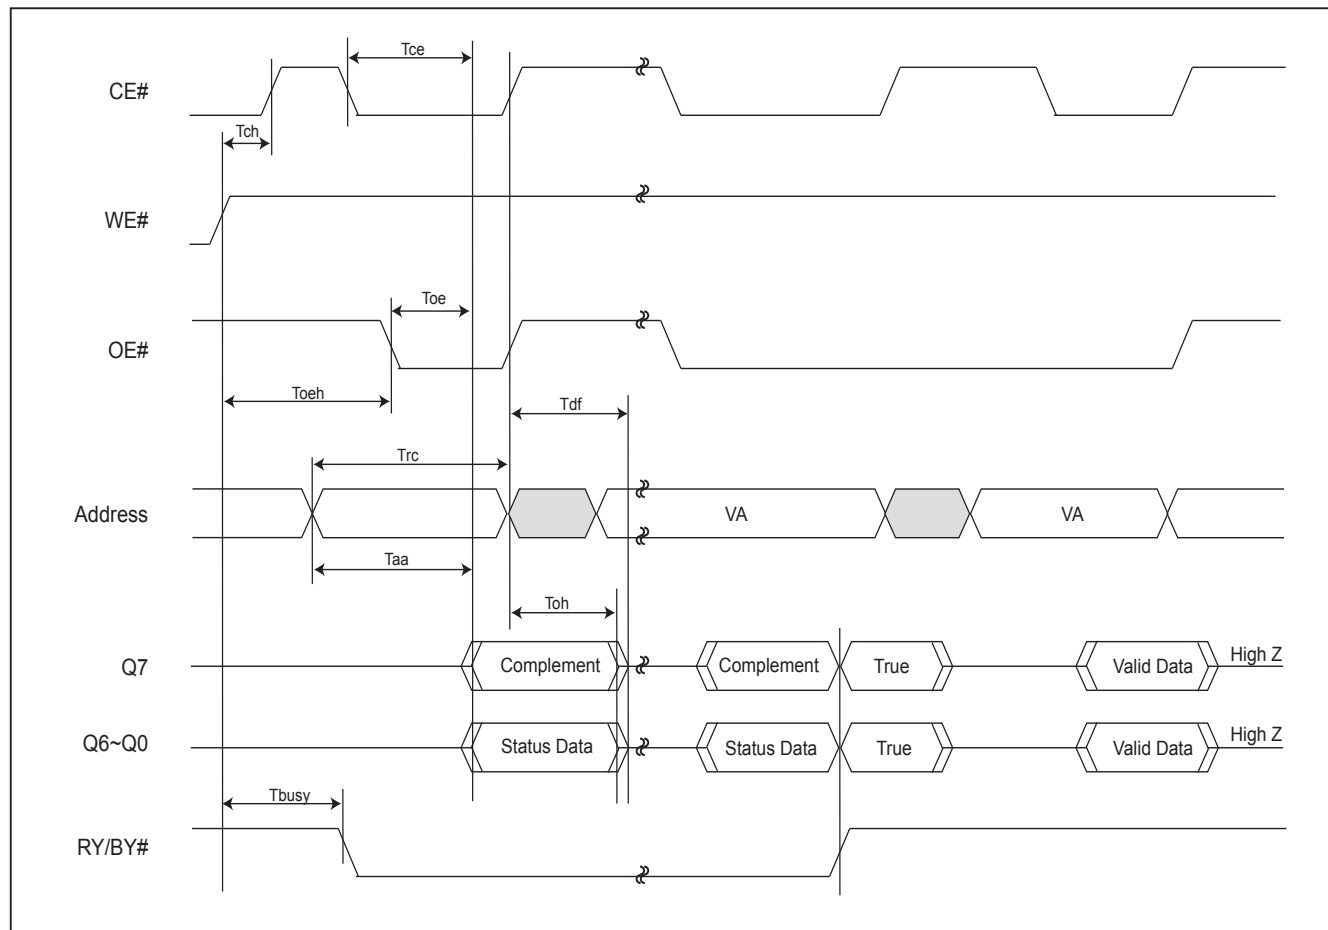 Tce
CE#
Tch
WE#
Toe
OE#
Toeh
Tdf
Trc
Address
VA
VA
Taa
Toh
Q7
Complement
Complement
True
Valid Data
High Z
Q6~Q0
Status Data
Status Data
True
Valid Data
High Z
Tbusy
RY/BY#